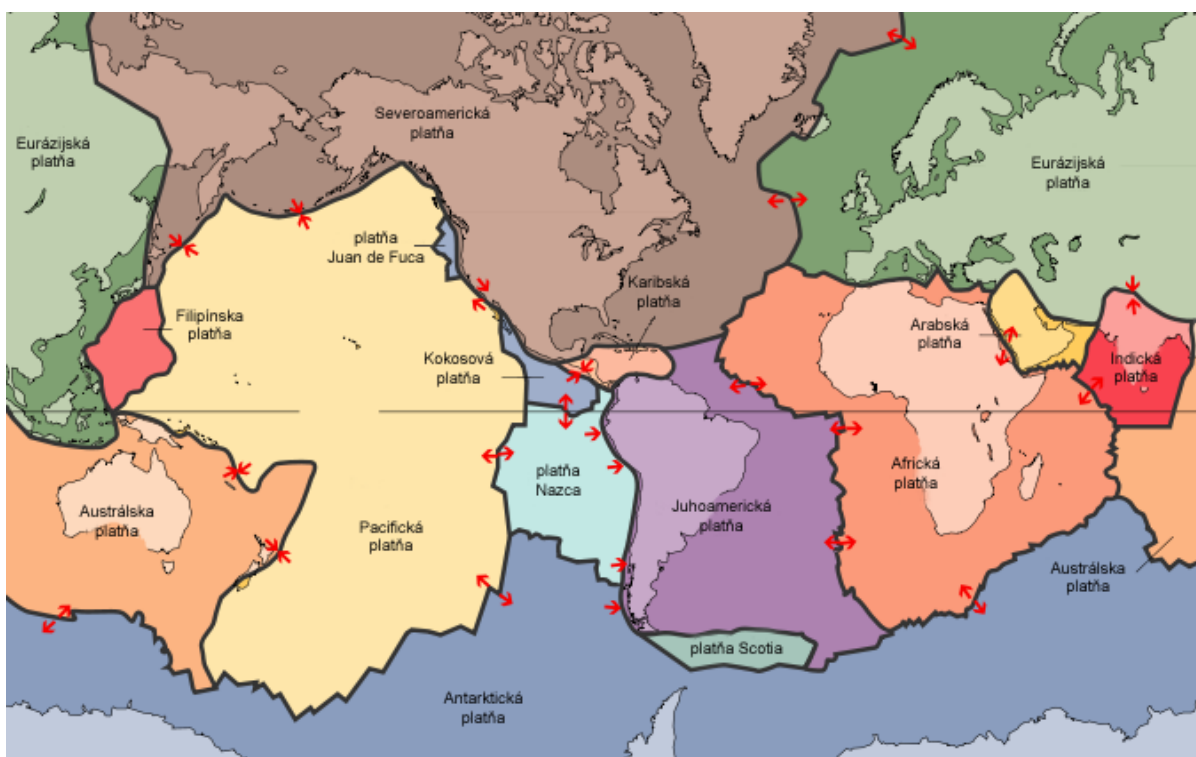 Severoamerická
platňa
Eurázijská
platňa
Eurázijská
platňa
platňa
Juan de Fuca
Karibská
platňa
Filipínska
platňa
Arabská
platňa
Kokosová
platňa
Indická
platňa
platňa
Nazca
Africká
platňa
Juhoamerická
platňa
Austrálska
platňa
Pacifická
platňa
Austrálska
platňa
platňa Scotia
Antarktická
platňa